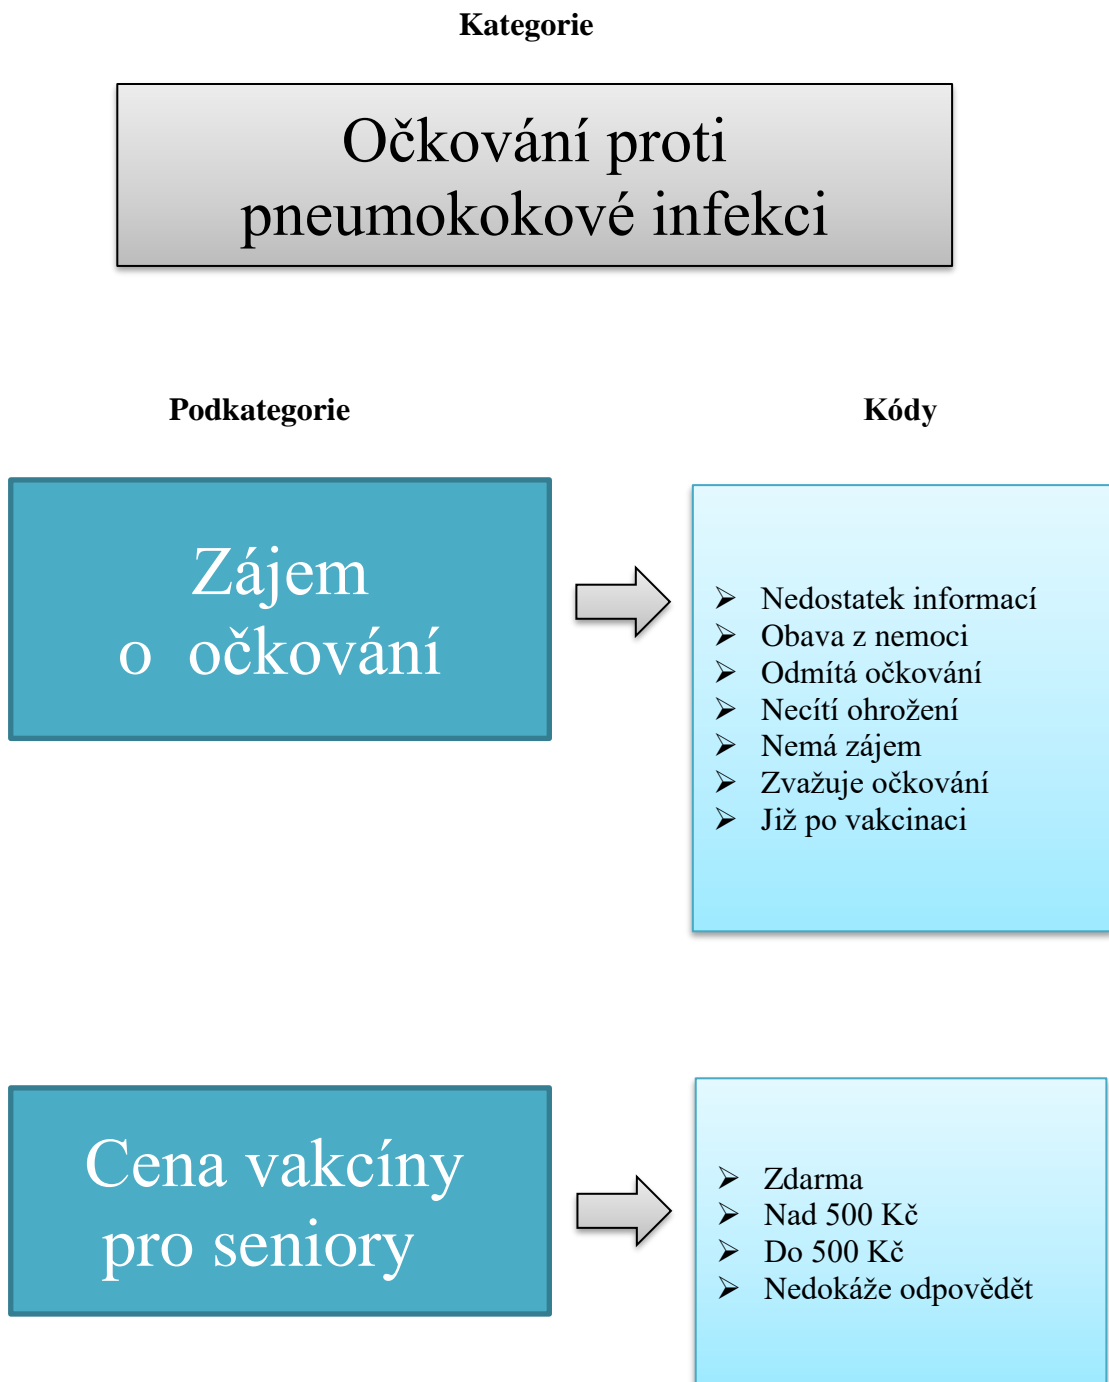 Kategorie
Očkování proti
pneumokokové infekci
Podkategorie
Kódy
Zájem
o očkování
➢ Nedostatek informací
➢ Obava z nemoci
➢ Odmítá očkování
➢ Necítí ohrožení
➢ Nemá zájem
➢ Zvažuje očkování
➢ Již po vakcinaci
Cena vakcíny
pro seniory
➢ Zdarma
➢ Nad 500 Kč
➢ Do 500 Kč
➢ Nedokáže odpovědět